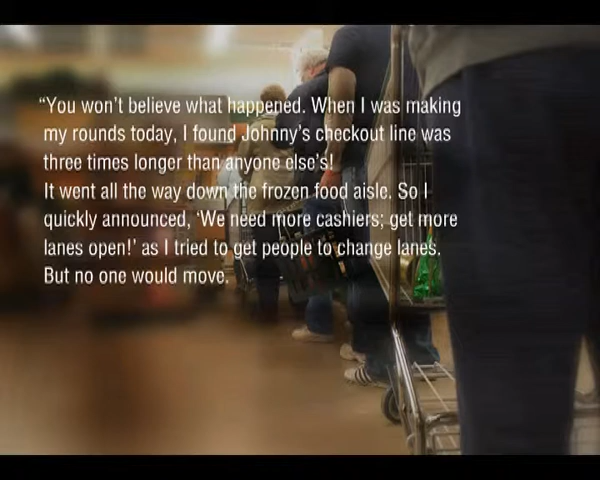 “You won’t believe what happened. When I was making
my rounds today, I found Johnny’s checkout line was
three times longer than anyone else’s!
It went all the way down the frozen food aisle. So I
quickly announced, ‘We need more cashiers; get more
lanes open!’ as I tried to get people to change lanes.
But no one would move.